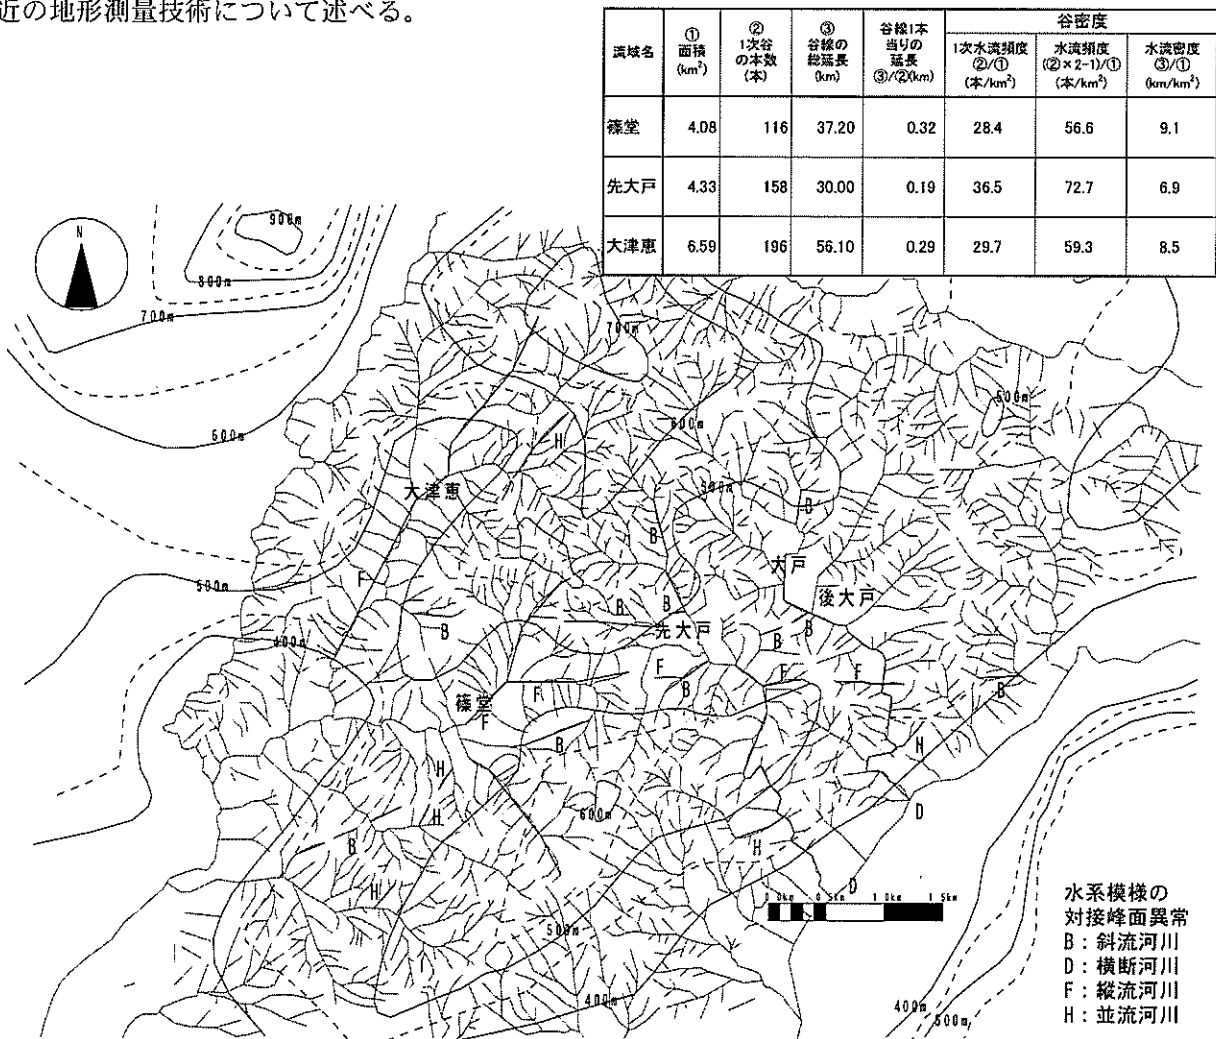 近の地形測量技術について述べる。
流域名 ① 面積 (km²) ② 1次谷の本数 (本) ③ 谷線の総延長 (km) 谷線1本当りの延長 ③/②(km) 谷密度
1次水流頻度 ②/① (本/km²) 水流頻度 (②×2-1)/① (本/km²) 水流密度 ③/① (km/km²)
篠堂 4.08 116 37.20 0.32 28.4 56.6 9.1
先大戸 4.33 158 30.00 0.19 36.5 72.7 6.9
大津恵 6.59 196 56.10 0.29 29.7 59.3 8.5
N
900m
800m
700m
700m
500m
600m
500m
H
大津恵
500m
B
B
大戸
F
500m
後大戸
B
B
B
先大戸
B
B
400m
F
F
F
B
B
篠堂
F
F
B
H
H
H
600m
D
B
H
H
D
0.0km 0.5km 1.0km 1.5km
500m
400m
400m
500m
水系模様の
対接峰面異常
B：斜流河川
D：横断河川
F：縦流河川
H：並流河川